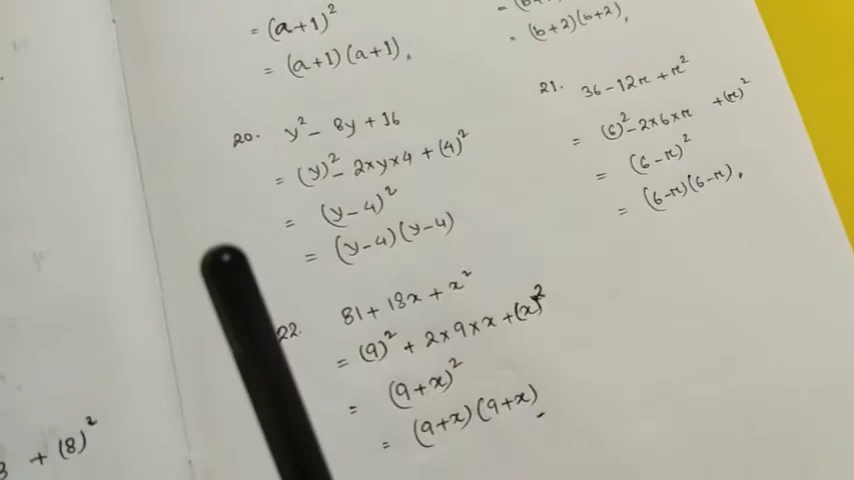 = (a+1)²
= (a+1)(a+1).
= (b+2)(b+2),
20. y² - 8y + 16
= (y)² - 2×y×4 + (4)²
= (y-4)²
= (y-4)(y-4)
21. 36 - 12x + x²
= (6)² - 2×6×x + (x)²
= (6-x)²
= (6-x)(6-x).
22. 81 + 18x + x²
= (9)² + 2×9×x + (x)²
= (9+x)²
= (9+x)(9+x)
+ (8)²